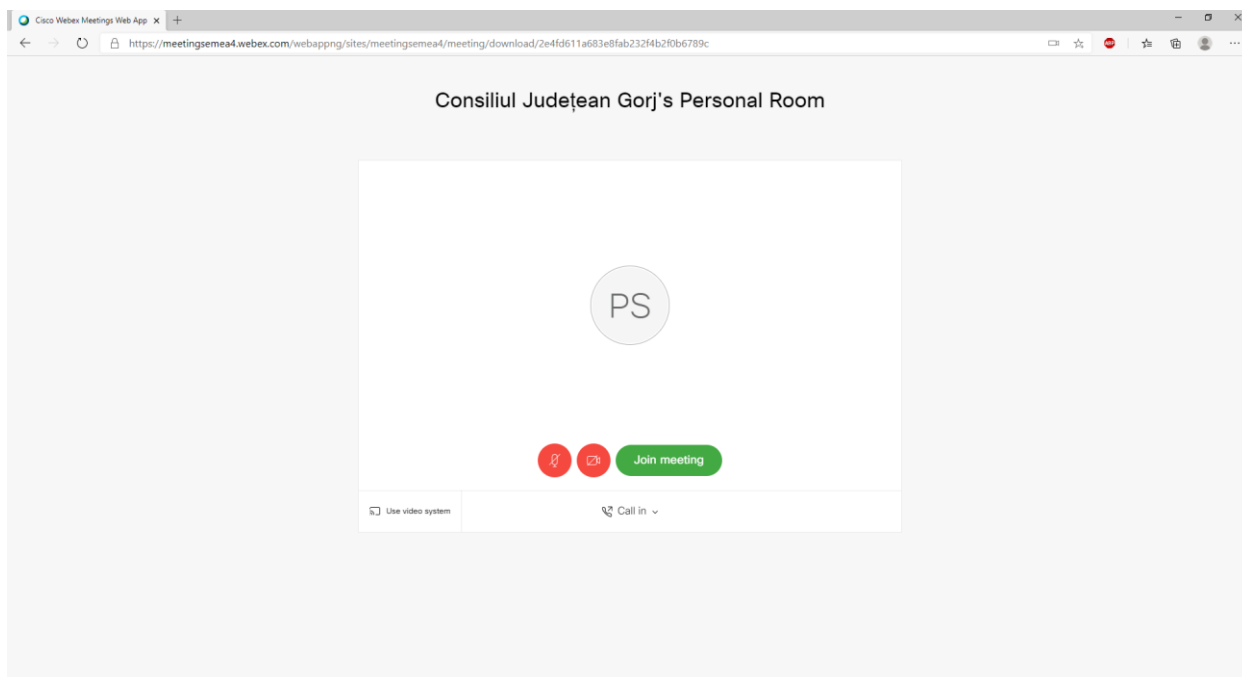 Cisco Webex Meetings Web App
https://meetingsemea4.webex.com/webappng/sites/meetingsemea4/meeting/download/2e4fd611a683e8fab232f4b2f0b6789c
ABP
Consiliul Județean Gorj's Personal Room
PS
Join meeting
Use video system
Call in